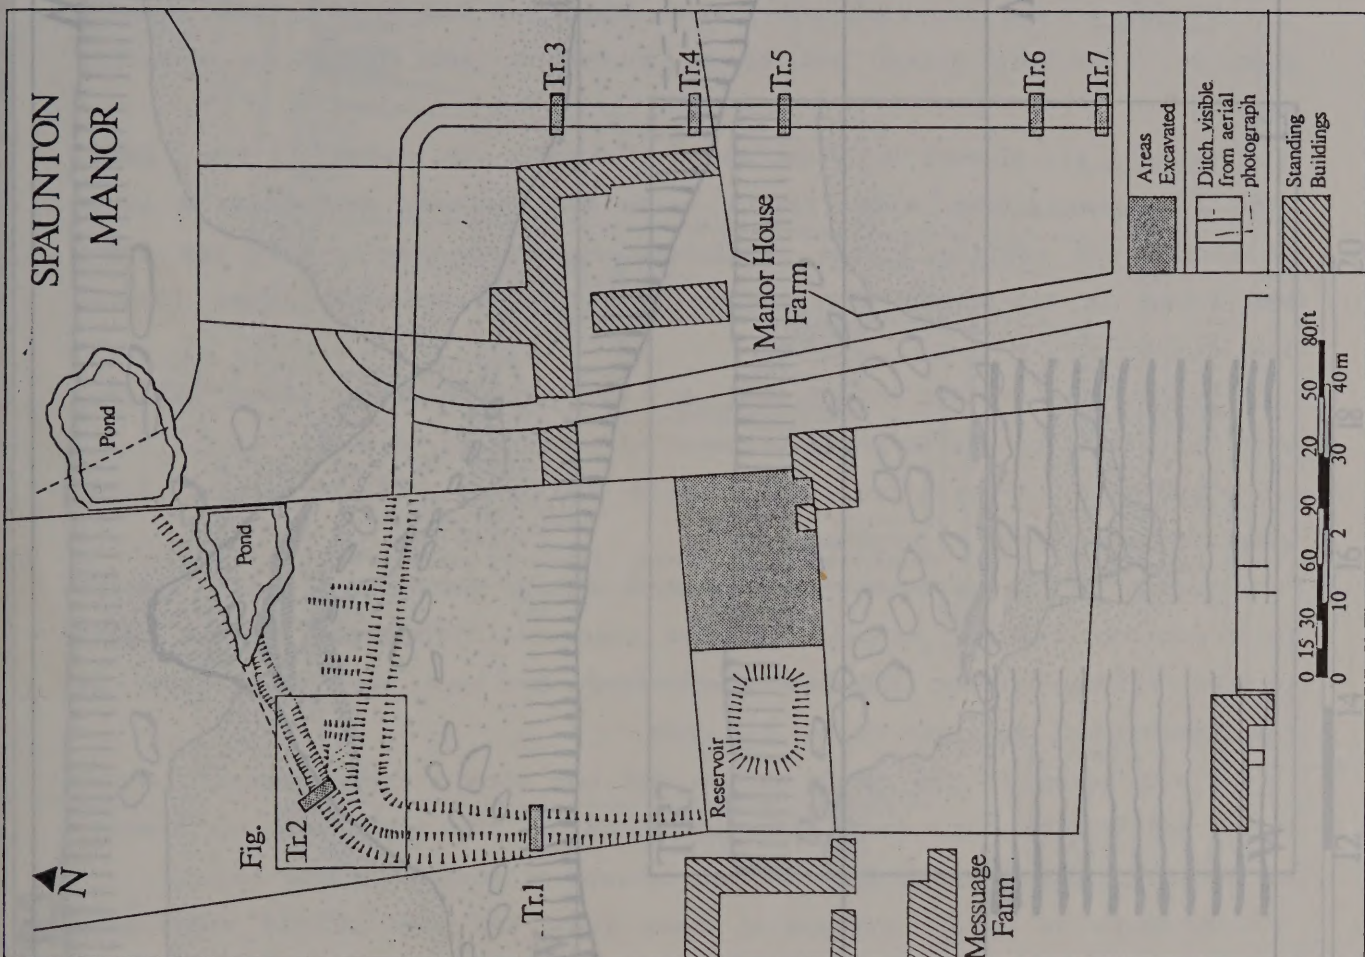 SPAUNTON
MANOR
N
Pond
Pond
Fig.
Tr.2
Tr.1
Tr.3
Tr.4
Tr.5
Tr.6
Tr.7
Manor House
Farm
Reservoir
Messuage
Farm
Areas
Excavated
Ditch visible
from aerial
photograph
Standing
Buildings
0 15 30 60 90 20 50 80ft
0 10 2 30 40m